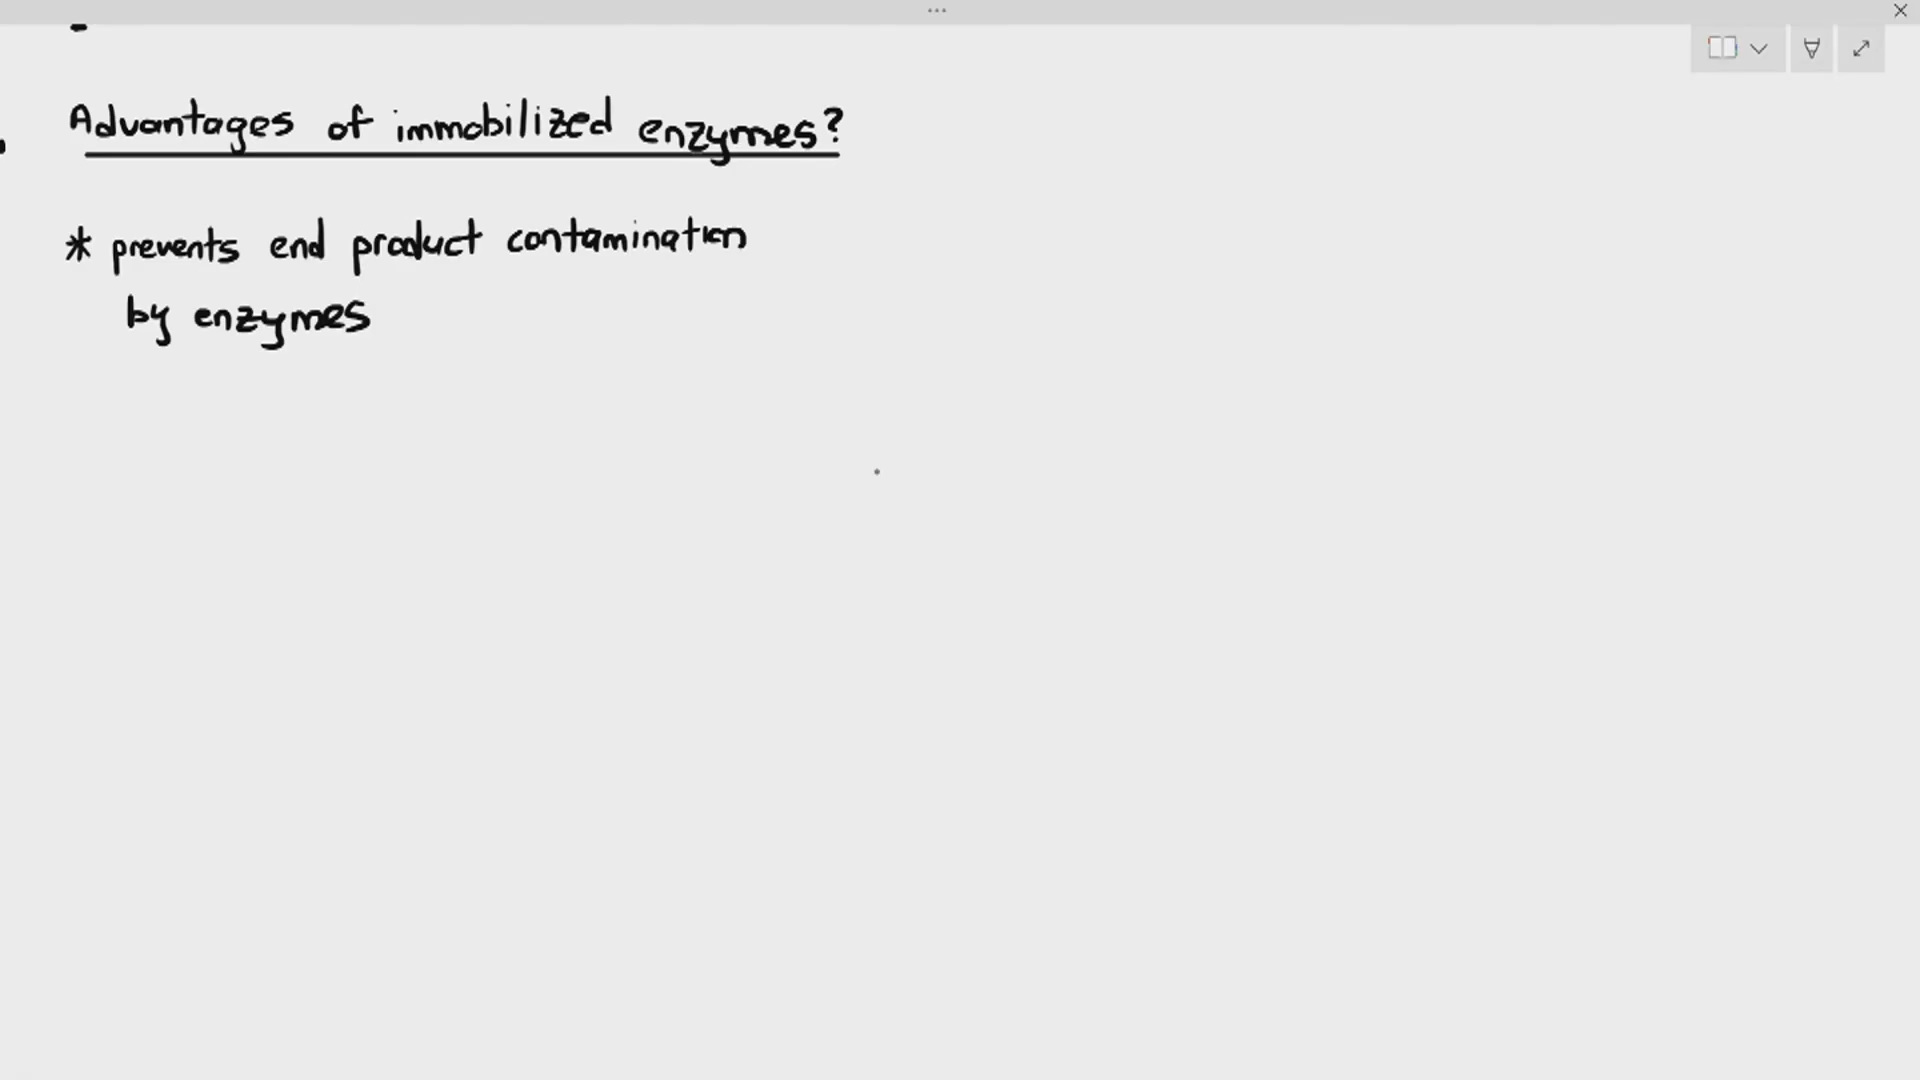 Advantages of immobilized enzymes?
* prevents end product contamination
by enzymes